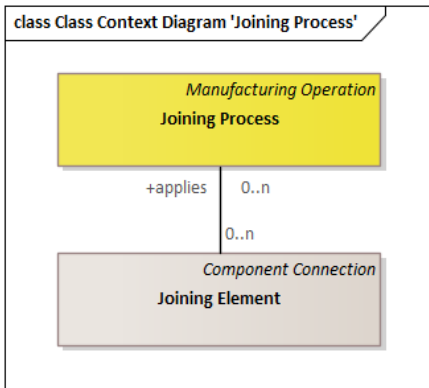 class Class Context Diagram 'Joining Process'
Manufacturing Operation
Joining Process
+applies 0..n
0..n
Component Connection
Joining Element